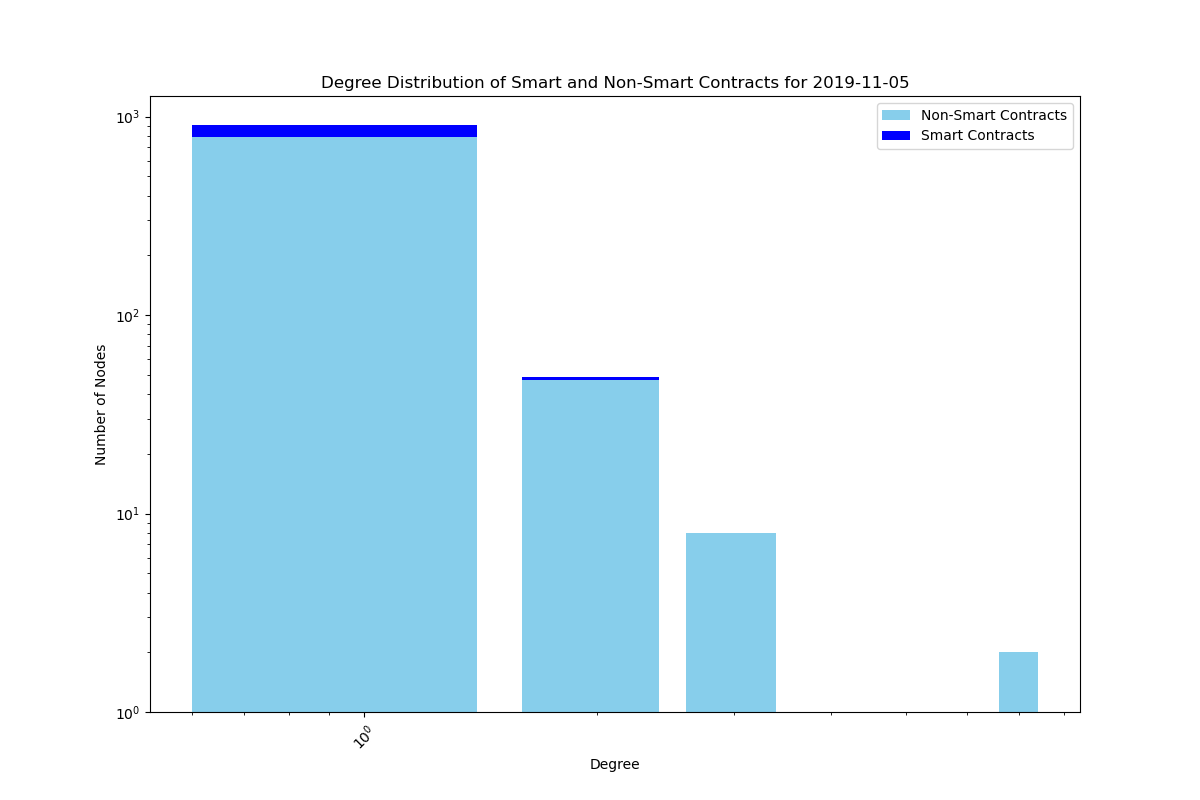 Degree Distribution of Smart and Non-Smart Contracts for 2019-11-05
Non-Smart Contracts
Smart Contracts
Number of Nodes
10³
10²
10¹
10⁰
10⁰
Degree